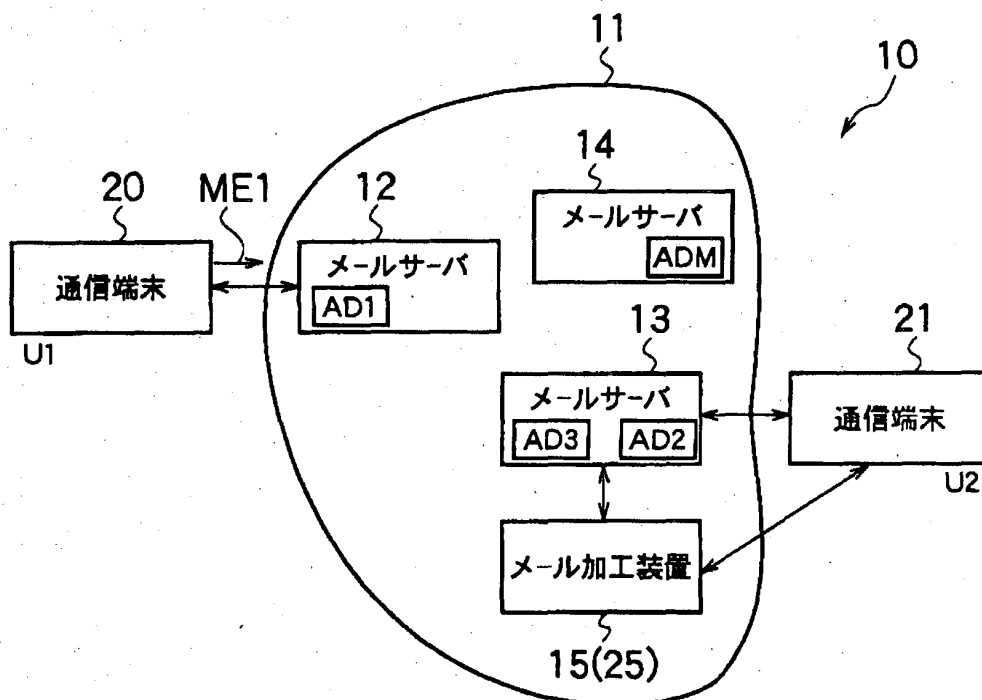 11
10
14
20
ME1
12
メールサーバ
ADM
通信端末
メールサーバ
AD1
U1
13
21
メールサーバ
AD3
AD2
通信端末
U2
メール加工装置
15(25)